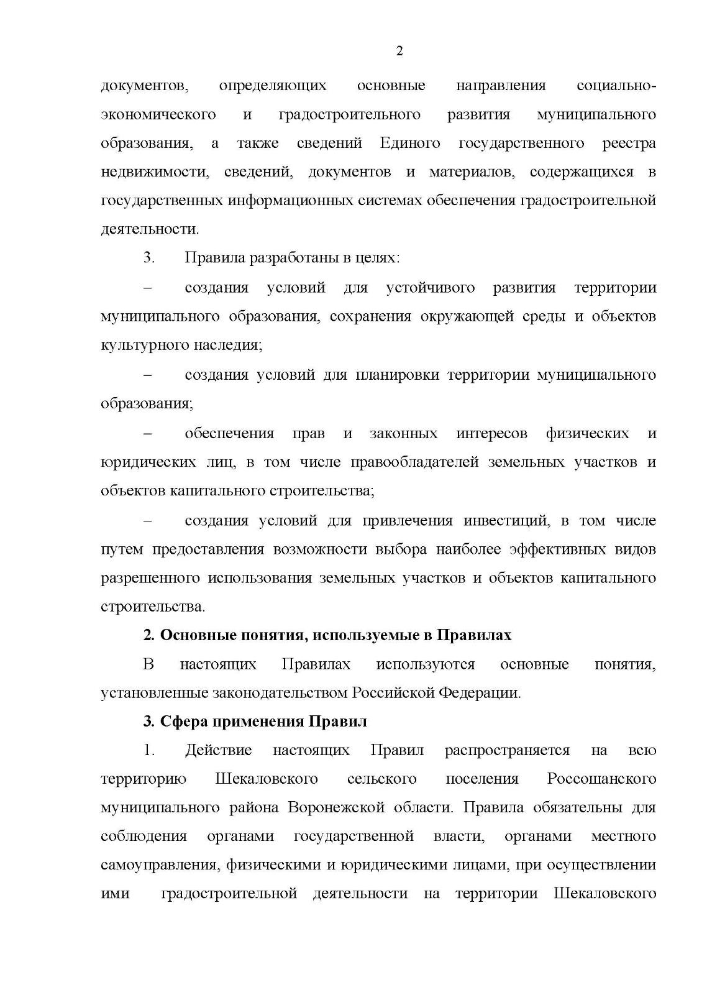 2
документов, определяющих основные направления социально-
экономического и градостроительного развития муниципального
образования, а также сведений Единого государственного реестра
недвижимости, сведений, документов и материалов, содержащихся в
государственных информационных системах обеспечения градостроительной
деятельности.
3. Правила разработаны в целях:
– создания условий для устойчивого развития территории
муниципального образования, сохранения окружающей среды и объектов
культурного наследия;
– создания условий для планировки территории муниципального
образования;
– обеспечения прав и законных интересов физических и
юридических лиц, в том числе правообладателей земельных участков и
объектов капитального строительства;
– создания условий для привлечения инвестиций, в том числе
путем предоставления возможности выбора наиболее эффективных видов
разрешенного использования земельных участков и объектов капитального
строительства.
2. Основные понятия, используемые в Правилах
В настоящих Правилах используются основные понятия,
установленные законодательством Российской Федерации.
3. Сфера применения Правил
1. Действие настоящих Правил распространяется на всю
территорию Шекаловского сельского поселения Россошанского
муниципального района Воронежской области. Правила обязательны для
соблюдения органами государственной власти, органами местного
самоуправления, физическими и юридическими лицами, при осуществлении
ими градостроительной деятельности на территории Шекаловского